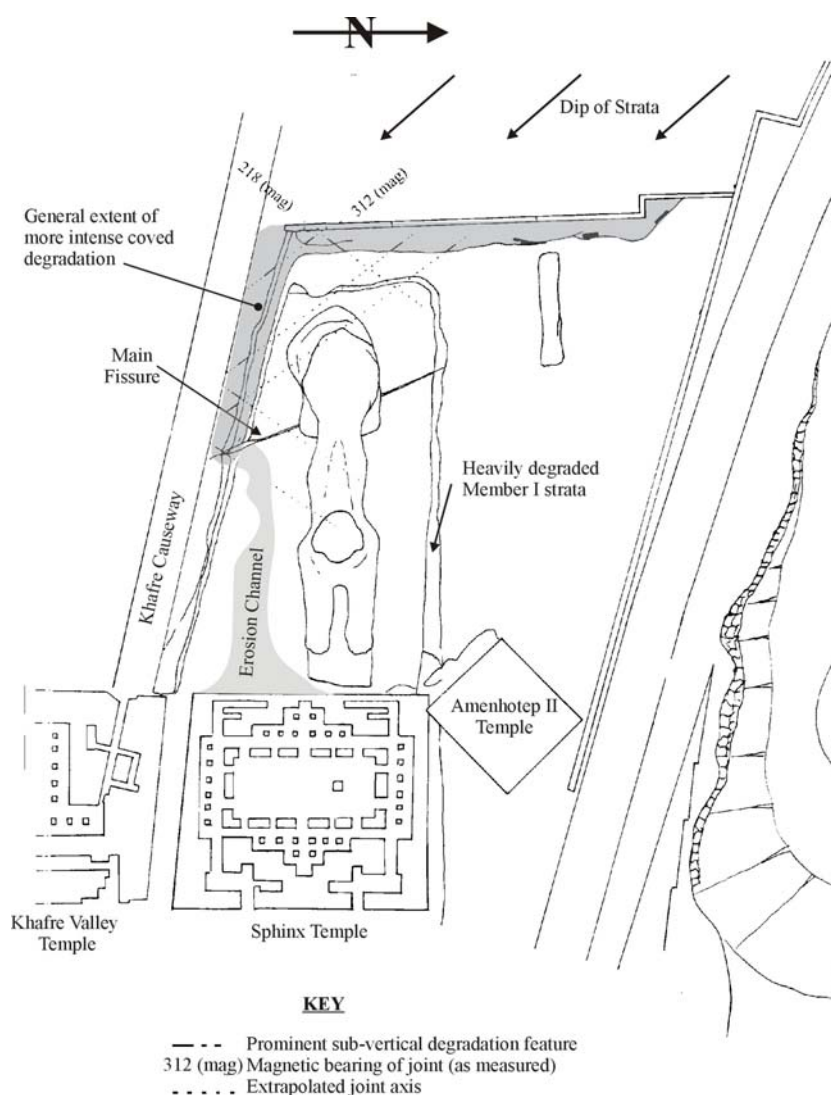 N
Dip of Strata
218 (mag)
312 (mag)
General extent of
more intense coved
degradation
Main
Fissure
Heavily degraded
Member I strata
Khafre Causeway
Erosion Channel
Amenhotep II
Temple
Khafre Valley
Temple
Sphinx Temple
KEY
Prominent sub-vertical degradation feature
312 (mag) Magnetic bearing of joint (as measured)
Extrapolated joint axis